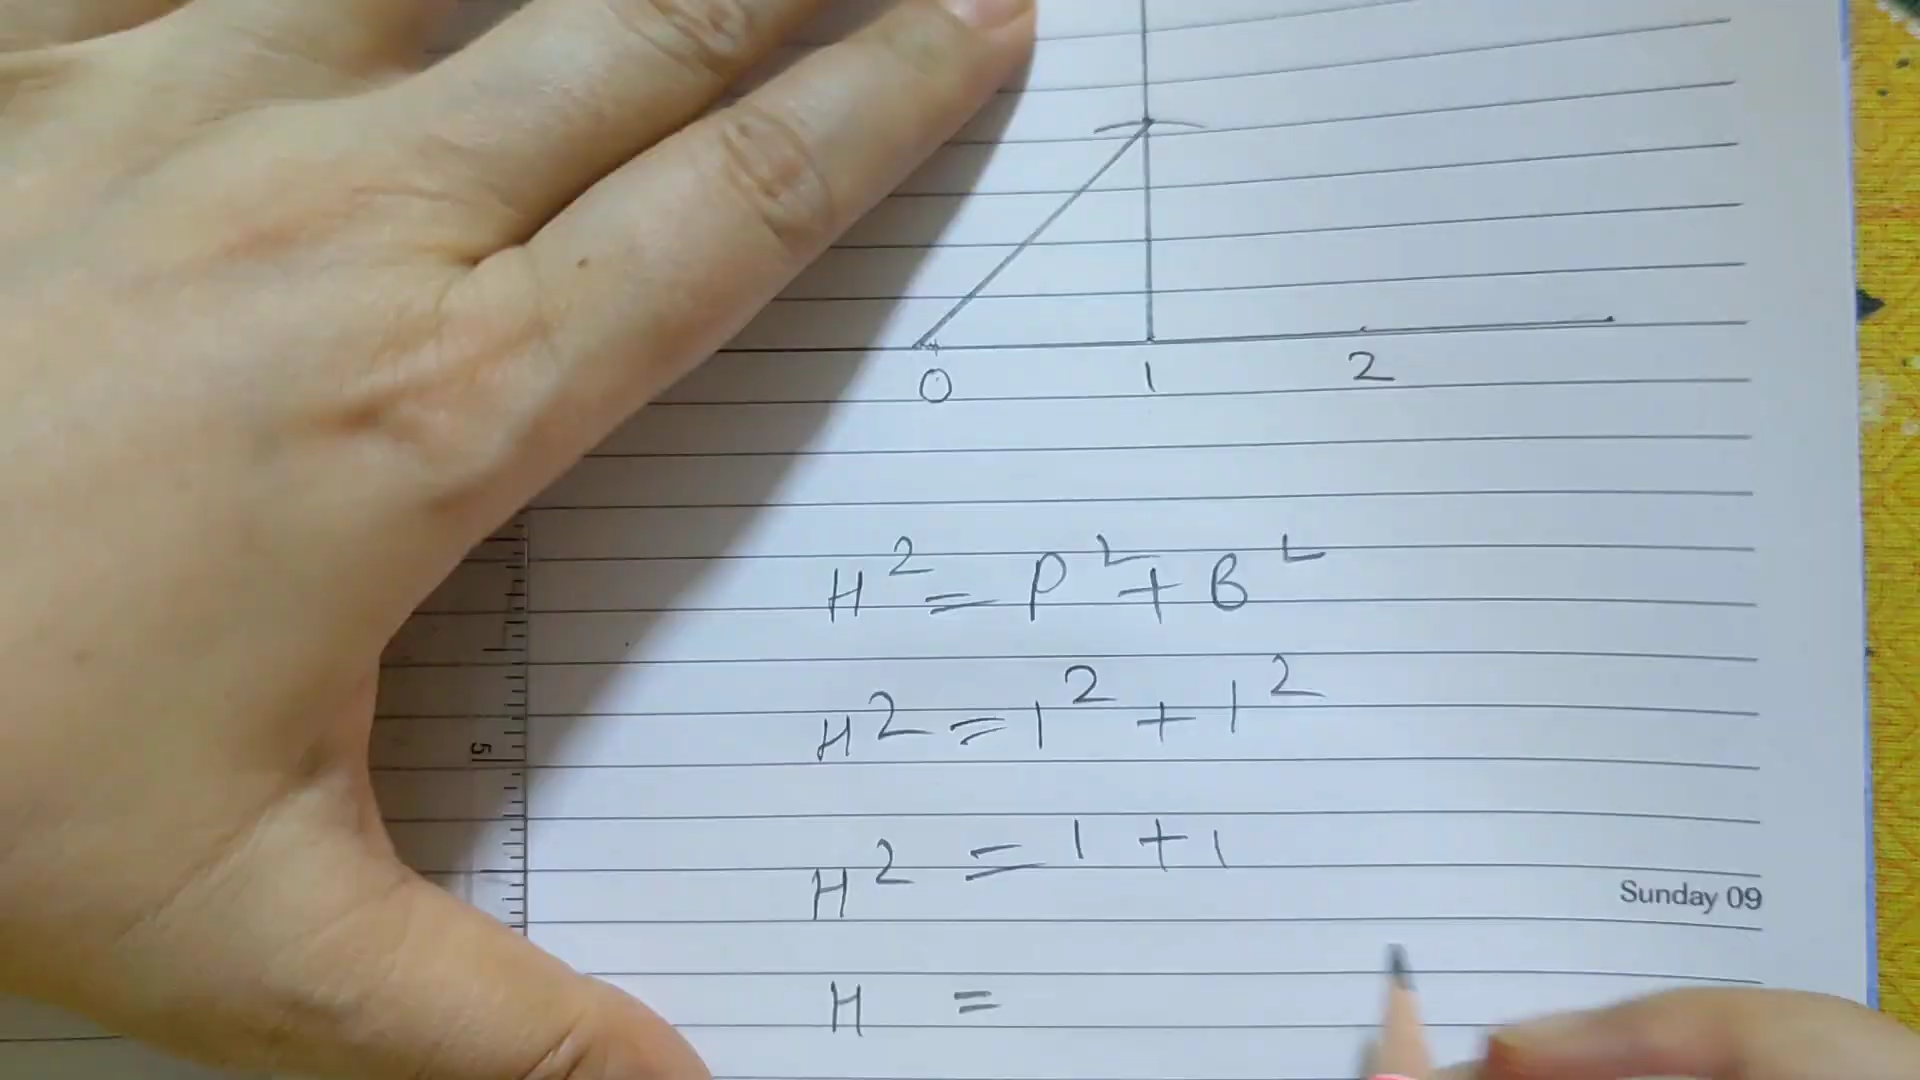 0 1 2
H² = P² + B²
H² = 1² + 1²
5
H² = 1 + 1
Sunday 09
H =